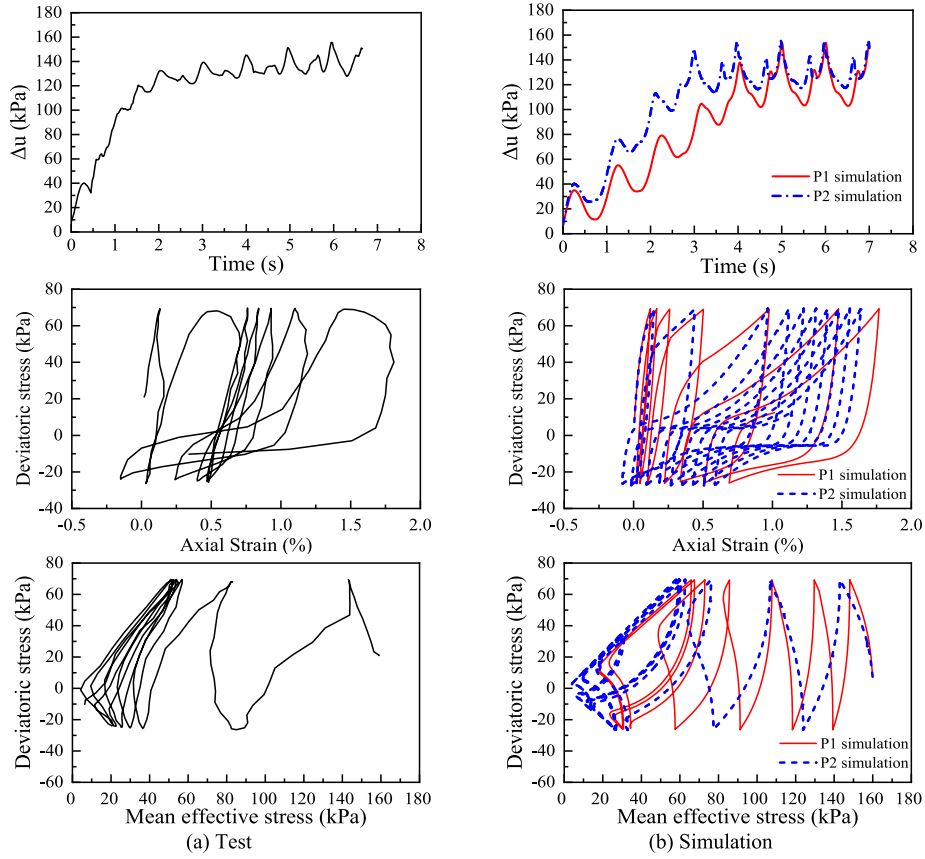 180
160
140
120
100
80
60
40
20
0
Δu (kPa)
0 1 2 3 4 5 6 7 8
Time (s)
180
160
140
120
100
80
60
40
20
0
Δu (kPa)
P1 simulation
P2 simulation
0 1 2 3 4 5 6 7 8
Time (s)
80
60
40
20
0
-20
-40
Deviatoric stress (kPa)
-0.5 0.0 0.5 1.0 1.5 2.0
Axial Strain (%)
80
60
40
20
0
-20
-40
Deviatoric stress (kPa)
P1 simulation
P2 simulation
-0.5 0.0 0.5 1.0 1.5 2.0
Axial Strain (%)
80
60
40
20
0
-20
-40
-60
Deviatoric stress (kPa)
0 20 40 60 80 100 120 140 160 180
Mean effective stress (kPa)
(a) Test
80
60
40
20
0
-20
-40
-60
Deviatoric stress (kPa)
P1 simulation
P2 simulation
0 20 40 60 80 100 120 140 160 180
Mean effective stress (kPa)
(b) Simulation